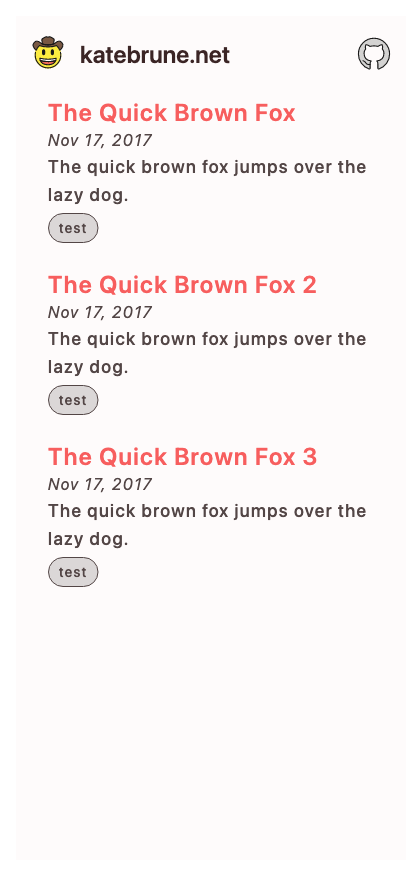 katebrune.net
The Quick Brown Fox
Nov 17, 2017
The quick brown fox jumps over the
lazy dog.
test
The Quick Brown Fox 2
Nov 17, 2017
The quick brown fox jumps over the
lazy dog.
test
The Quick Brown Fox 3
Nov 17, 2017
The quick brown fox jumps over the
lazy dog.
test